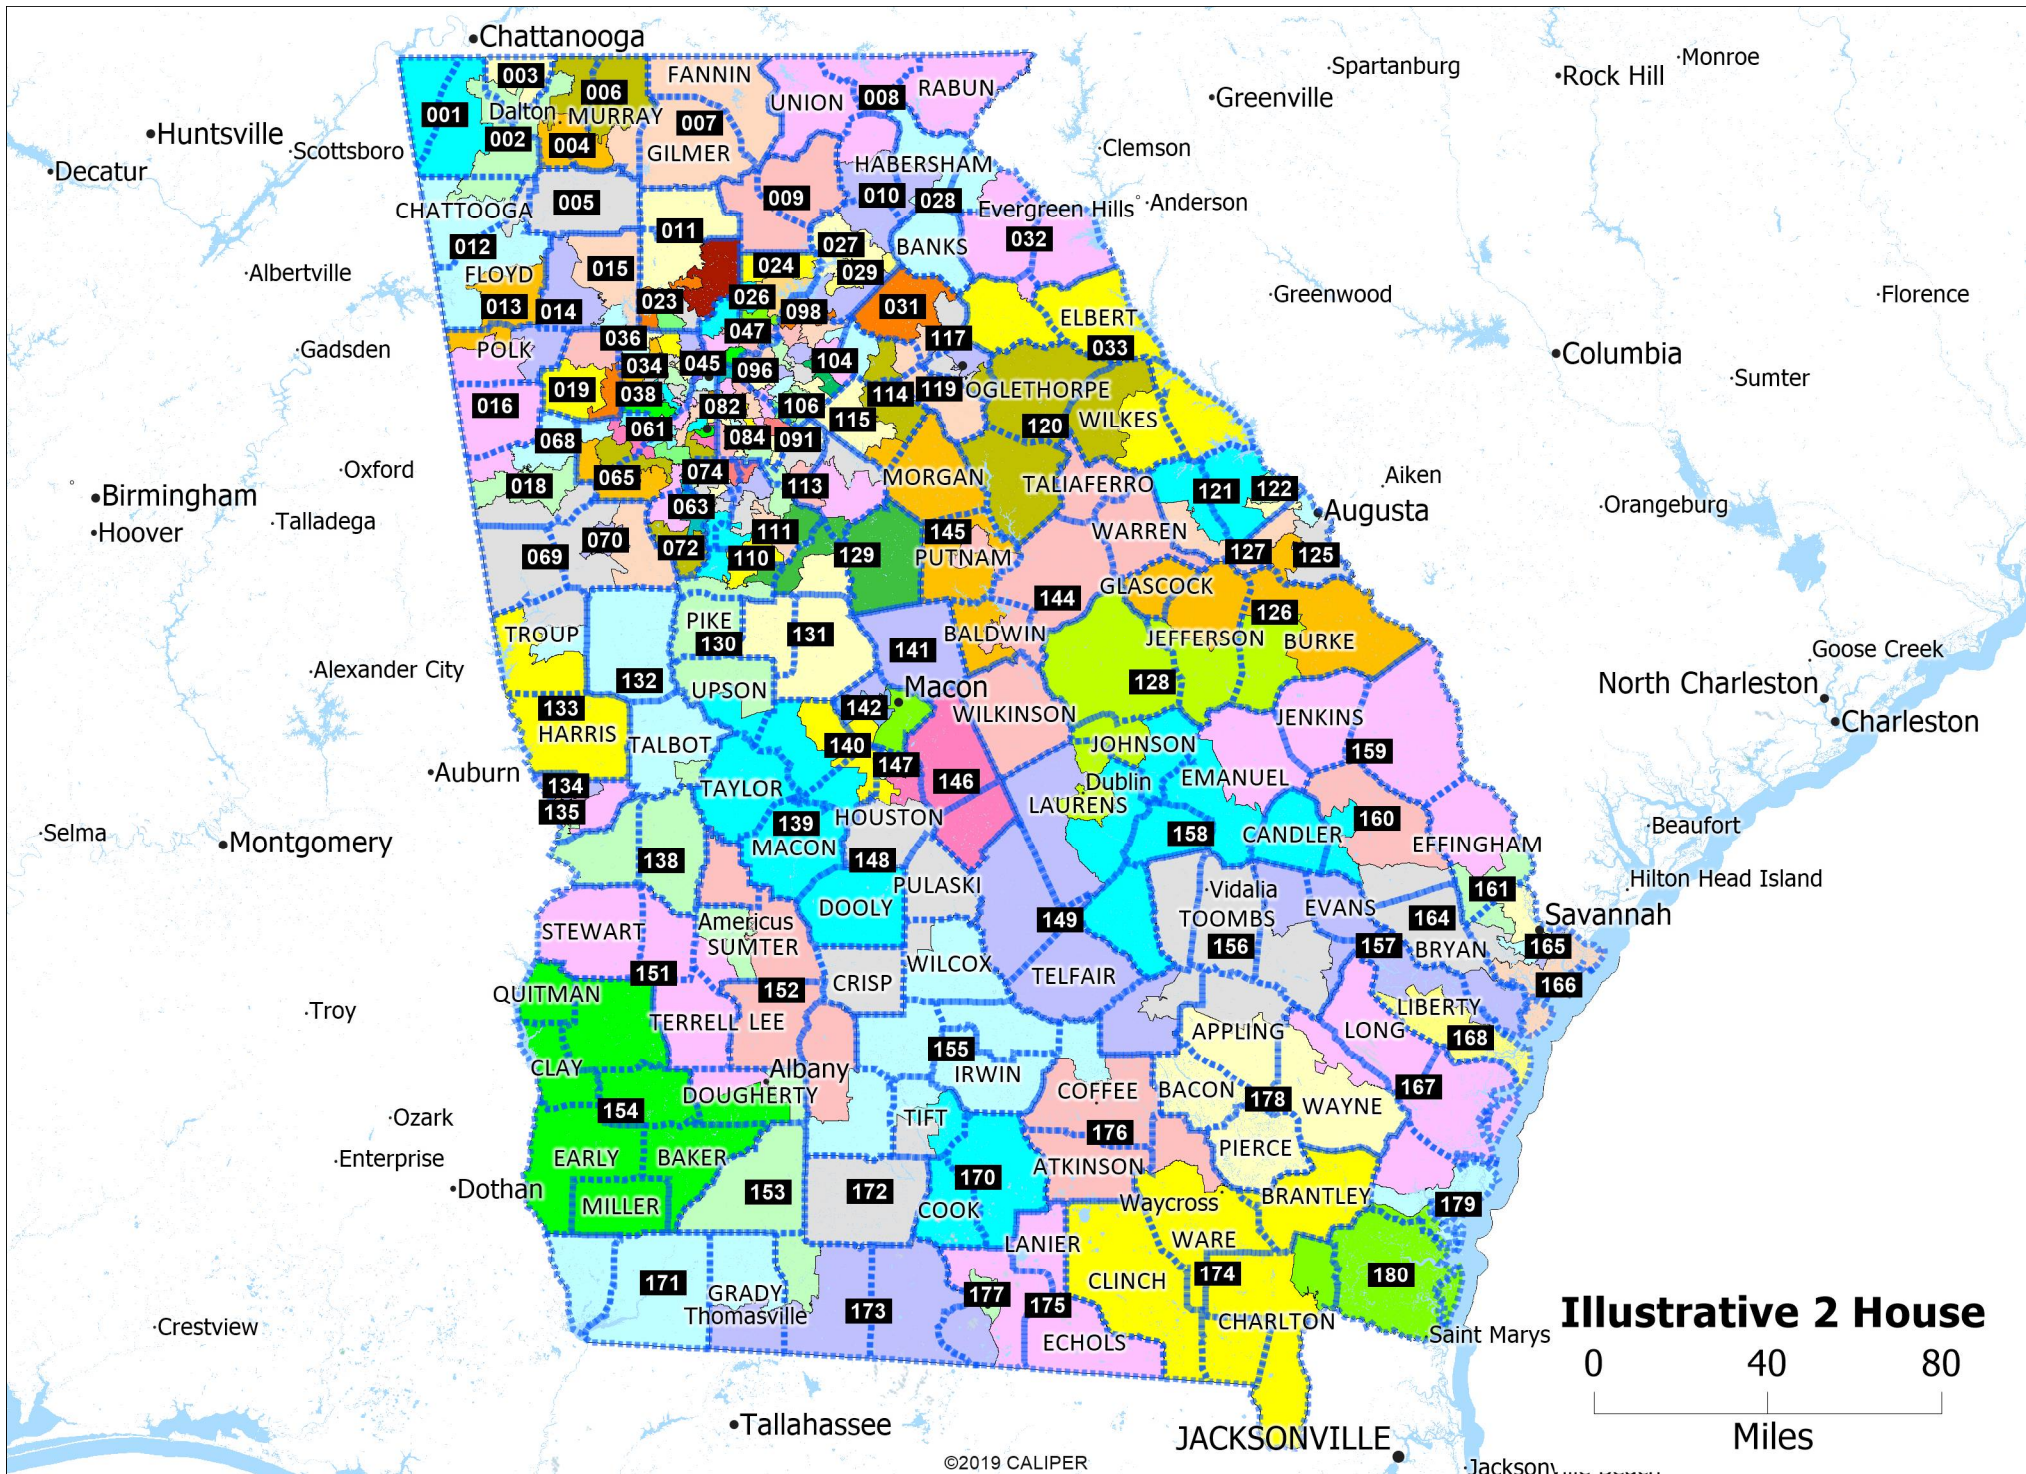 Chattanooga
Monroe
Spartanburg
Rock Hill
003
FANNIN
006
RABUN
008
UNION
Greenville
001
Dalton
MURRAY
007
Huntsville
002
004
GILMER
Scottsboro
Clemson
HABERSHAM
Decatur
005
009
010
028
CHATTOOGA
Evergreen Hills
Anderson
011
012
027
BANKS
032
Albertville
FLOYD
015
024
029
013
014
023
026
098
031
Greenwood
Florence
ELBERT
047
036
117
033
Gadsden
POLK
034
045
096
104
Columbia
019
038
114
119
OGLETHORPE
Sumter
016
082
106
115
120
WILKES
061
068
084
091
Oxford
065
074
113
MORGAN
TALIAFERRO
Aiken
018
121
122
Birmingham
063
Orangeburg
Talladega
Augusta
Hoover
111
145
WARREN
070
069
072
110
129
PUTNAM
127
125
GLASCOCK
144
126
PIKE
TROUP
130
131
BALDWIN
JEFFERSON
BURKE
141
Goose Creek
Alexander City
132
UPSON
Macon
128
North Charleston
133
142
WILKINSON
JENKINS
Charleston
HARRIS
TALBOT
140
JOHNSON
159
147
Auburn
134
TAYLOR
146
Dublin
EMANUEL
135
LAURENS
139
HOUSTON
160
Selma
Montgomery
MACON
158
CANDLER
EFFINGHAM
Beaufort
138
148
PULASKI
Vidalia
161
Hilton Head Island
DOOLY
149
TOOMBS
EVANS
164
Savannah
STEWART
Americus
SUMTER
156
157
BRYAN
165
151
WILCOX
TELFAIR
152
CRISP
166
QUITMAN
LIBERTY
Troy
TERRELL
LEE
APPLING
LONG
168
155
CLAY
Albany
IRWIN
DOUGHERTY
COFFEE
BACON
178
167
154
WAYNE
Ozark
TIFT
176
EARLY
BAKER
PIERCE
Enterprise
ATKINSON
Dothan
153
172
170
BRANTLEY
MILLER
COOK
Waycross
179
LANIER
WARE
171
CLINCH
174
180
GRADY
177
175
Thomasville
173
CHARLTON
Illustrative 2 House
Crestview
ECHOLS
Saint Marys
0 40 80
Miles
Tallahassee
JACKSONVILLE
©2019 CALIPER